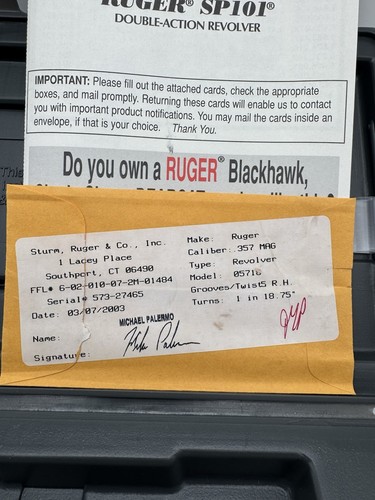 RUGER® SP101®
DOUBLE-ACTION REVOLVER
IMPORTANT: Please fill out the attached cards, check the appropriate
boxes, and mail promptly. Returning these cards will enable us to contact
you with important product notifications. You may mail the cards inside an
envelope, if that is your choice. Thank You.
Do you own a RUGER® Blackhawk,
Sturm, Ruger & Co., Inc.
1 Lacey Place
Southport, CT 06490
FFL# 6-02-010-07-2M-01484
Serial# 573-27465
Date: 03/07/2003
Name: MICHAEL PALERMO
Signature:
Make: Ruger
Caliber: .357 MAG
Type: Revolver
Model: 05718
Grooves/Twist5 R.H.
Turns: 1 in 18.75"